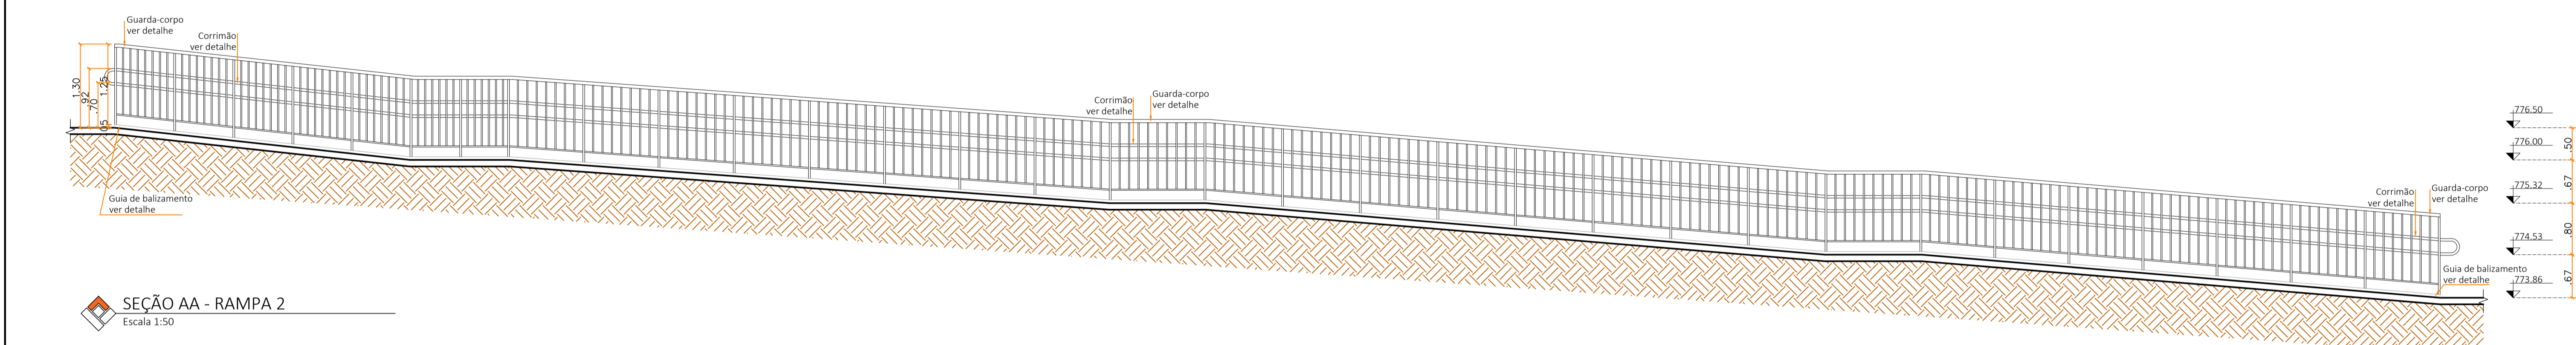 Guarda-corpo
ver detalhe
Corrimão
ver detalhe
1.30
.92
.70
1.25
.05
Guia de balizamento
ver detalhe
Corrimão
ver detalhe
Guarda-corpo
ver detalhe
Corrimão
ver detalhe
Guarda-corpo
ver detalhe
Guia de balizamento
ver detalhe
776.50
776.00
775.32
774.53
773.86
.50
.67
.80
.67
SEÇÃO AA - RAMPA 2
Escala 1:50